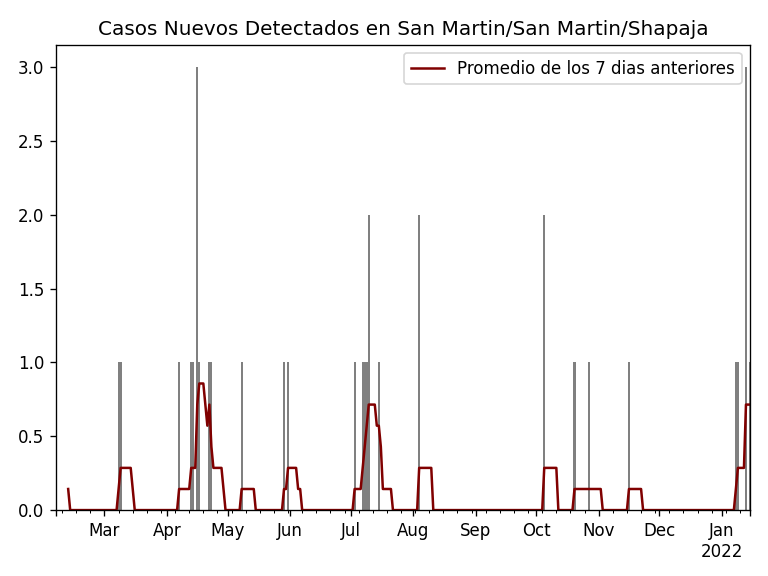 Casos Nuevos Detectados en San Martin/San Martin/Shapaja
Promedio de los 7 dias anteriores
3.0
2.5
2.0
1.5
1.0
0.5
0.0
Mar Apr May Jun Jul Aug Sep Oct Nov Dec Jan
2022